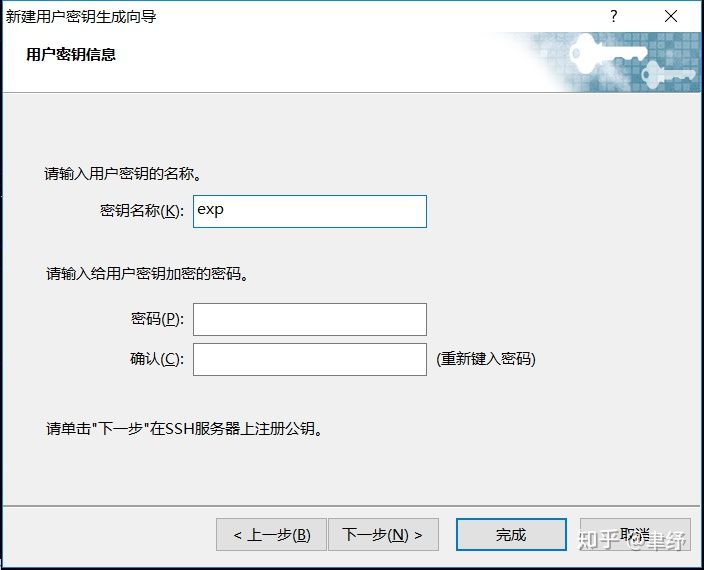 新建用户密钥生成向导 ?
用户密钥信息
请输入用户密钥的名称。
密钥名称(K): exp
请输入给用户密钥加密的密码。
密码(P):
确认(C): (重新键入密码)
请单击"下一步"在SSH服务器上注册公钥。
< 上一步(B) 下一步(N) > 完成 取消
知乎 @聿纾